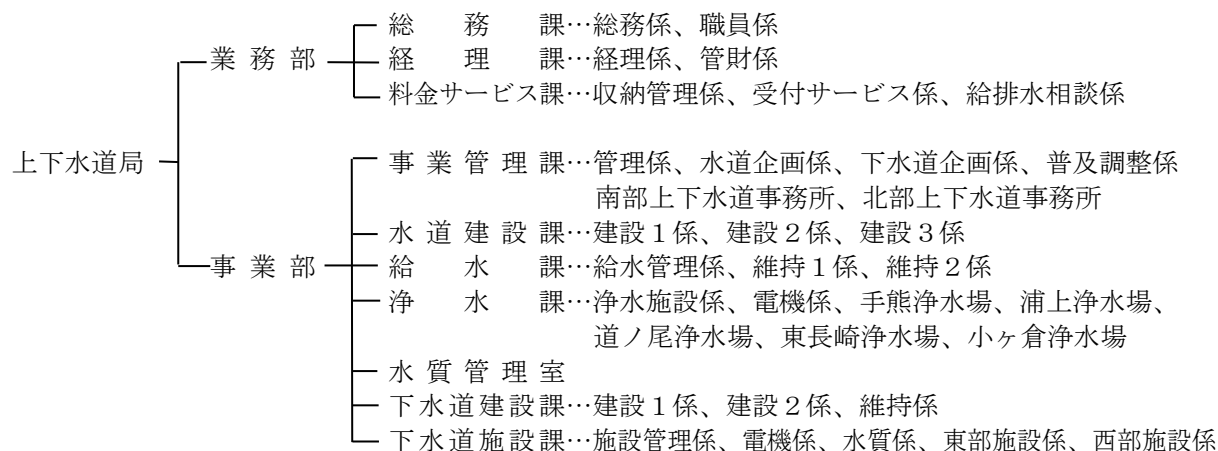 総務課…総務係、職員係
業務部 経理課…経理係、管財係
料金サービス課…収納管理係、受付サービス係、給排水相談係
上下水道局 事業管理課…管理係、水道企画係、下水道企画係、普及調整係
南部上下水道事務所、北部上下水道事務所
水道建設課…建設1係、建設2係、建設3係
事業部 給水課…給水管理係、維持1係、維持2係
浄水課…浄水施設係、電機係、手熊浄水場、浦上浄水場、
道ノ尾浄水場、東長崎浄水場、小ヶ倉浄水場
水質管理室
下水道建設課…建設1係、建設2係、維持係
下水道施設課…施設管理係、電機係、水質係、東部施設係、西部施設係